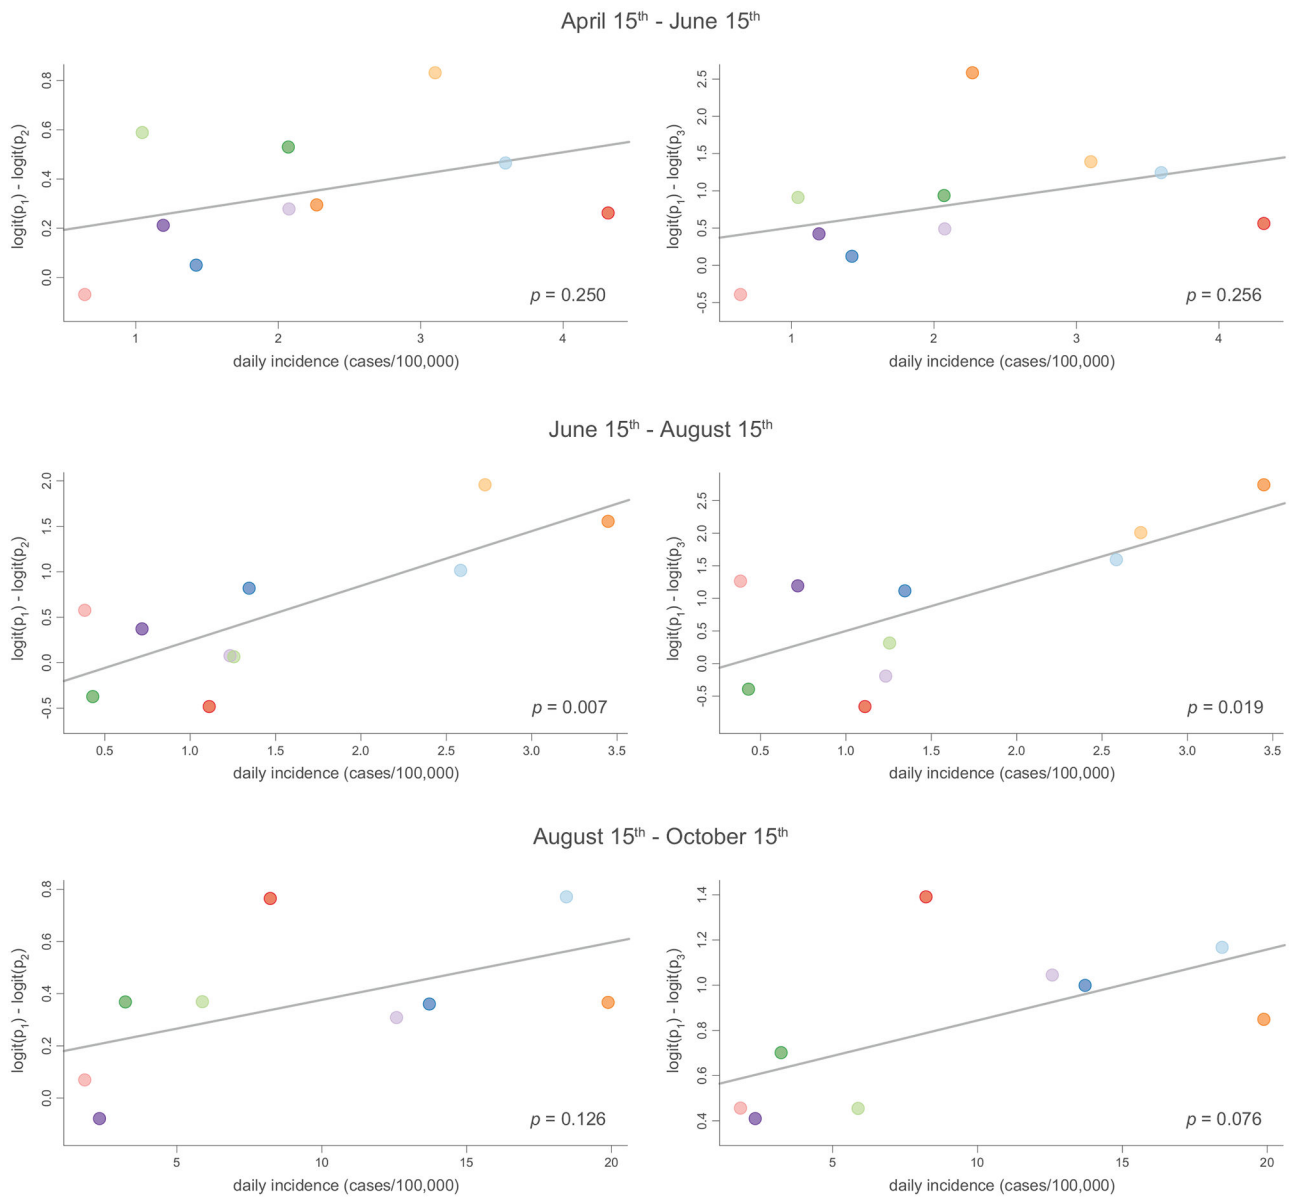 April 15th - June 15th
logit(p1) - logit(p2)
0.0 0.2 0.4 0.6 0.8
p = 0.250
1 2 3 4
daily incidence (cases/100,000)
logit(p1) - logit(p3)
-0.5 0.0 0.5 1.0 1.5 2.0 2.5
p = 0.256
1 2 3 4
daily incidence (cases/100,000)
June 15th - August 15th
logit(p1) - logit(p2)
-0.5 0.0 0.5 1.0 1.5 2.0
p = 0.007
0.5 1.0 1.5 2.0 2.5 3.0 3.5
daily incidence (cases/100,000)
logit(p1) - logit(p3)
-0.5 0.0 0.5 1.0 1.5 2.0 2.5
p = 0.019
0.5 1.0 1.5 2.0 2.5 3.0 3.5
daily incidence (cases/100,000)
August 15th - October 15th
logit(p1) - logit(p2)
0.0 0.2 0.4 0.6 0.8
p = 0.126
5 10 15 20
daily incidence (cases/100,000)
logit(p1) - logit(p3)
0.4 0.6 0.8 1.0 1.2 1.4
p = 0.076
5 10 15 20
daily incidence (cases/100,000)